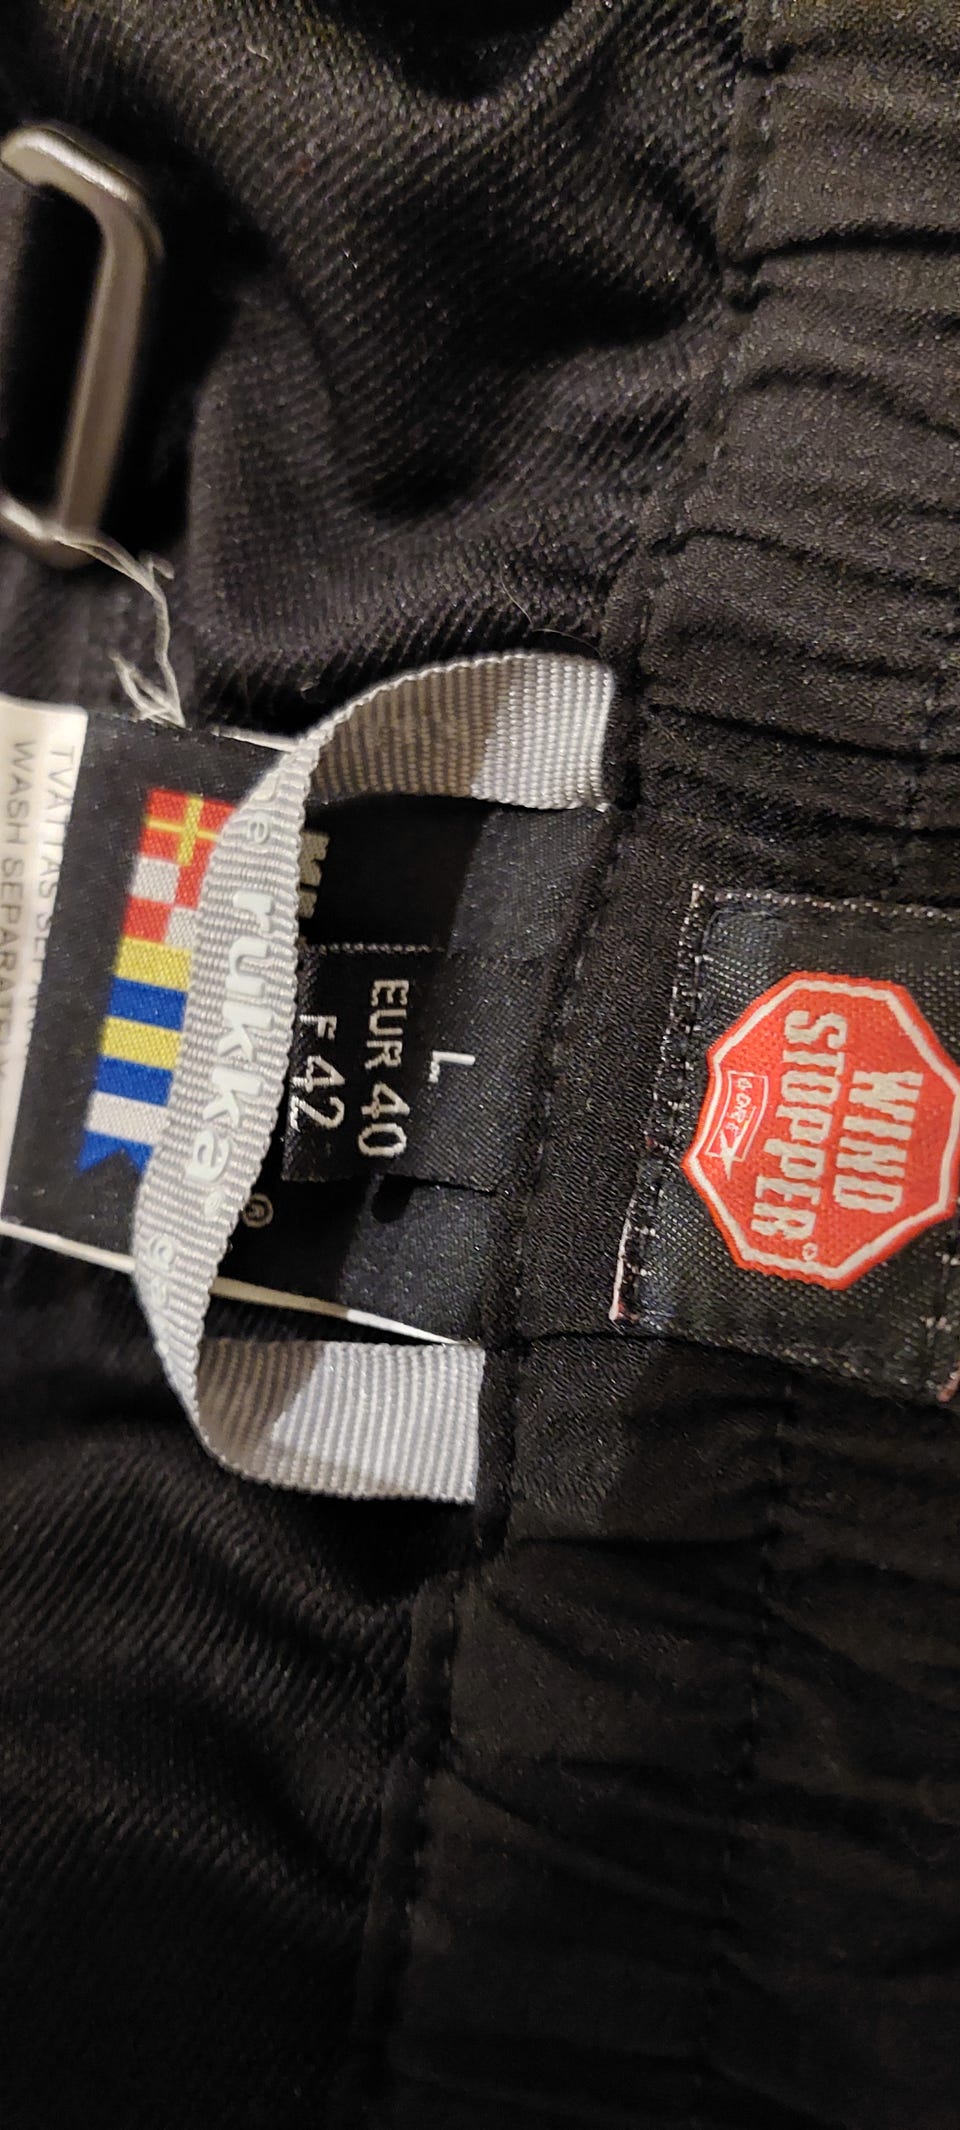 WIND
STOPPER®
GORE
L
EUR 40
F 42
®
rukka®
WASH SEPARATELY